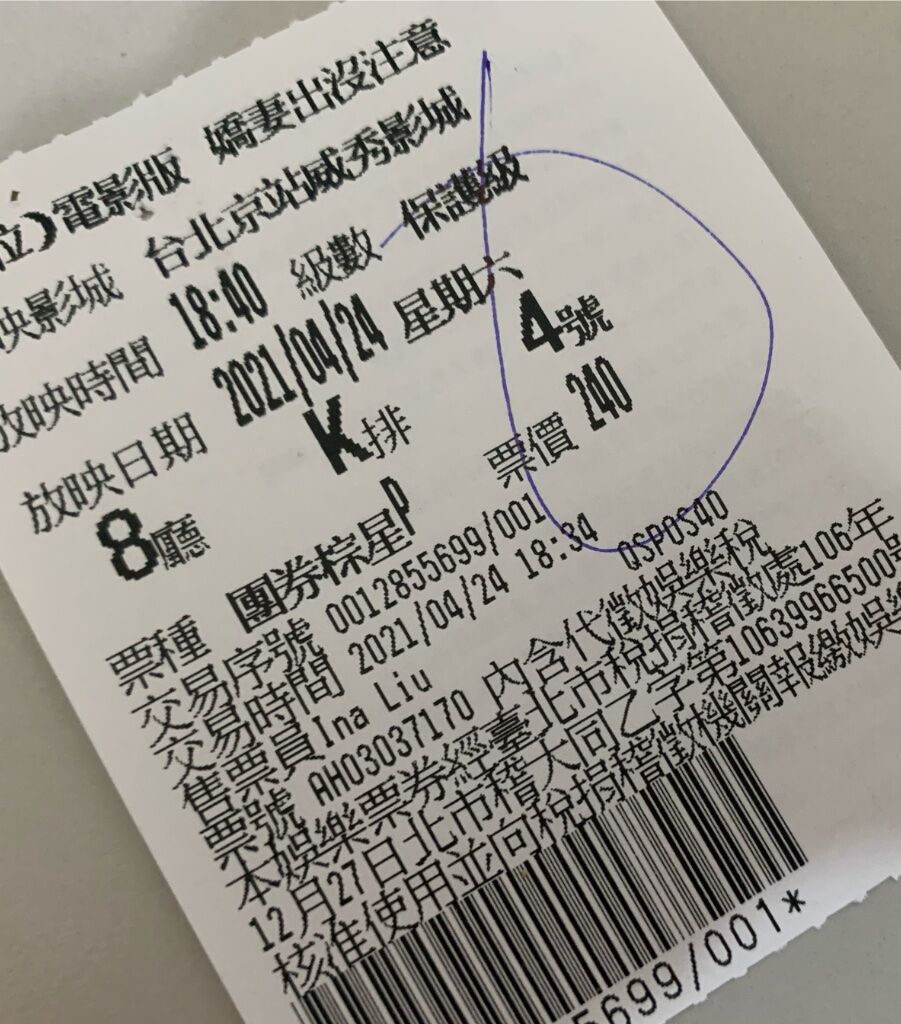 位)電影版 嬌妻出沒注意
映影城 台北京站威秀影城
放映時間 18:40 級數 保護級
放映日期 2021/04/24 星期六
8廳 K排 4號
票種 團券棕星P 票價 240
交易序號 0012855699/001
交易時間 2021/04/24 18:34 QSPOS40
售票員Ina Liu
票號 AH03037170 內含代徵娛樂稅
本娛樂票券經臺北市稅捐稽徵處106年
12月27日北市稽大同乙字第10639966500號
核准使用並向稅捐稽徵機關報繳娛
5699/001*